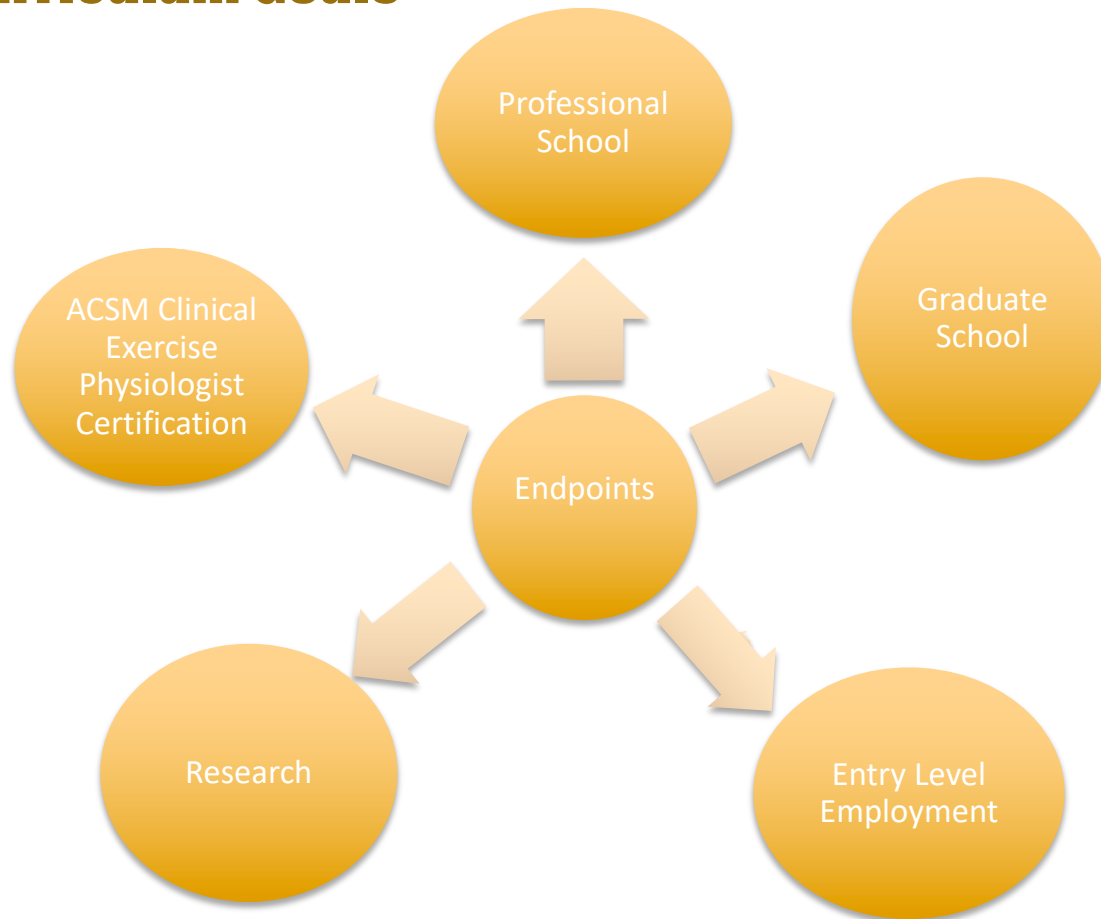 Professional
School
Graduate
School
ACSM Clinical
Exercise
Physiologist
Certification
Endpoints
Research
Entry Level
Employment